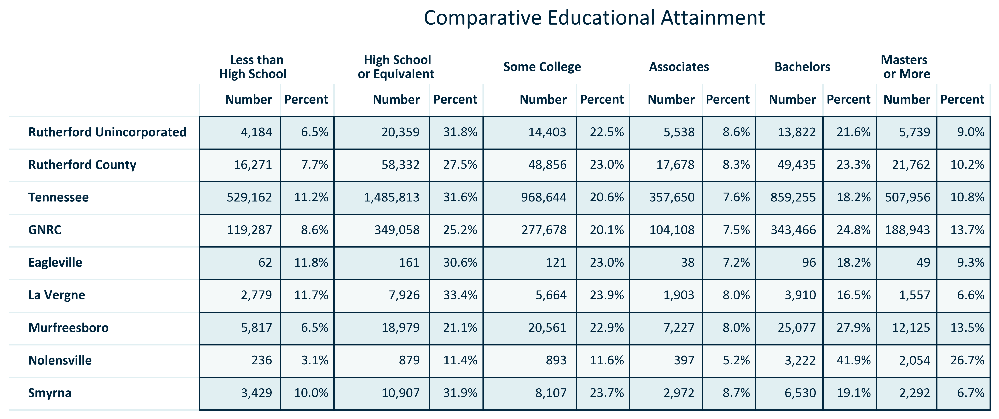 Comparative Educational Attainment
Less than High School or Equivalent Some College Associates Bachelors Masters or More
Number Percent Number Percent Number Percent Number Percent Number Percent Number Percent
Rutherford Unincorporated 4,184 6.5% 20,359 31.8% 14,403 22.5% 5,538 8.6% 13,822 21.6% 5,739 9.0%
Rutherford County 16,271 7.7% 58,332 27.5% 48,856 23.0% 17,678 8.3% 49,435 23.3% 21,762 10.2%
Tennessee 529,162 11.2% 1,485,813 31.6% 968,644 20.6% 357,650 7.6% 859,255 18.2% 507,956 10.8%
GNRC 119,287 8.6% 349,058 25.2% 277,678 20.1% 104,108 7.5% 343,466 24.8% 188,943 13.7%
Eagleville 62 11.8% 161 30.6% 121 23.0% 38 7.2% 96 18.2% 49 9.3%
La Vergne 2,779 11.7% 7,926 33.4% 5,664 23.9% 1,903 8.0% 3,910 16.5% 1,557 6.6%
Murfreesboro 5,817 6.5% 18,979 21.1% 20,561 22.9% 7,227 8.0% 25,077 27.9% 12,125 13.5%
Nolensville 236 3.1% 879 11.4% 893 11.6% 397 5.2% 3,222 41.9% 2,054 26.7%
Smyrna 3,429 10.0% 10,907 31.9% 8,107 23.7% 2,972 8.7% 6,530 19.1% 2,292 6.7%